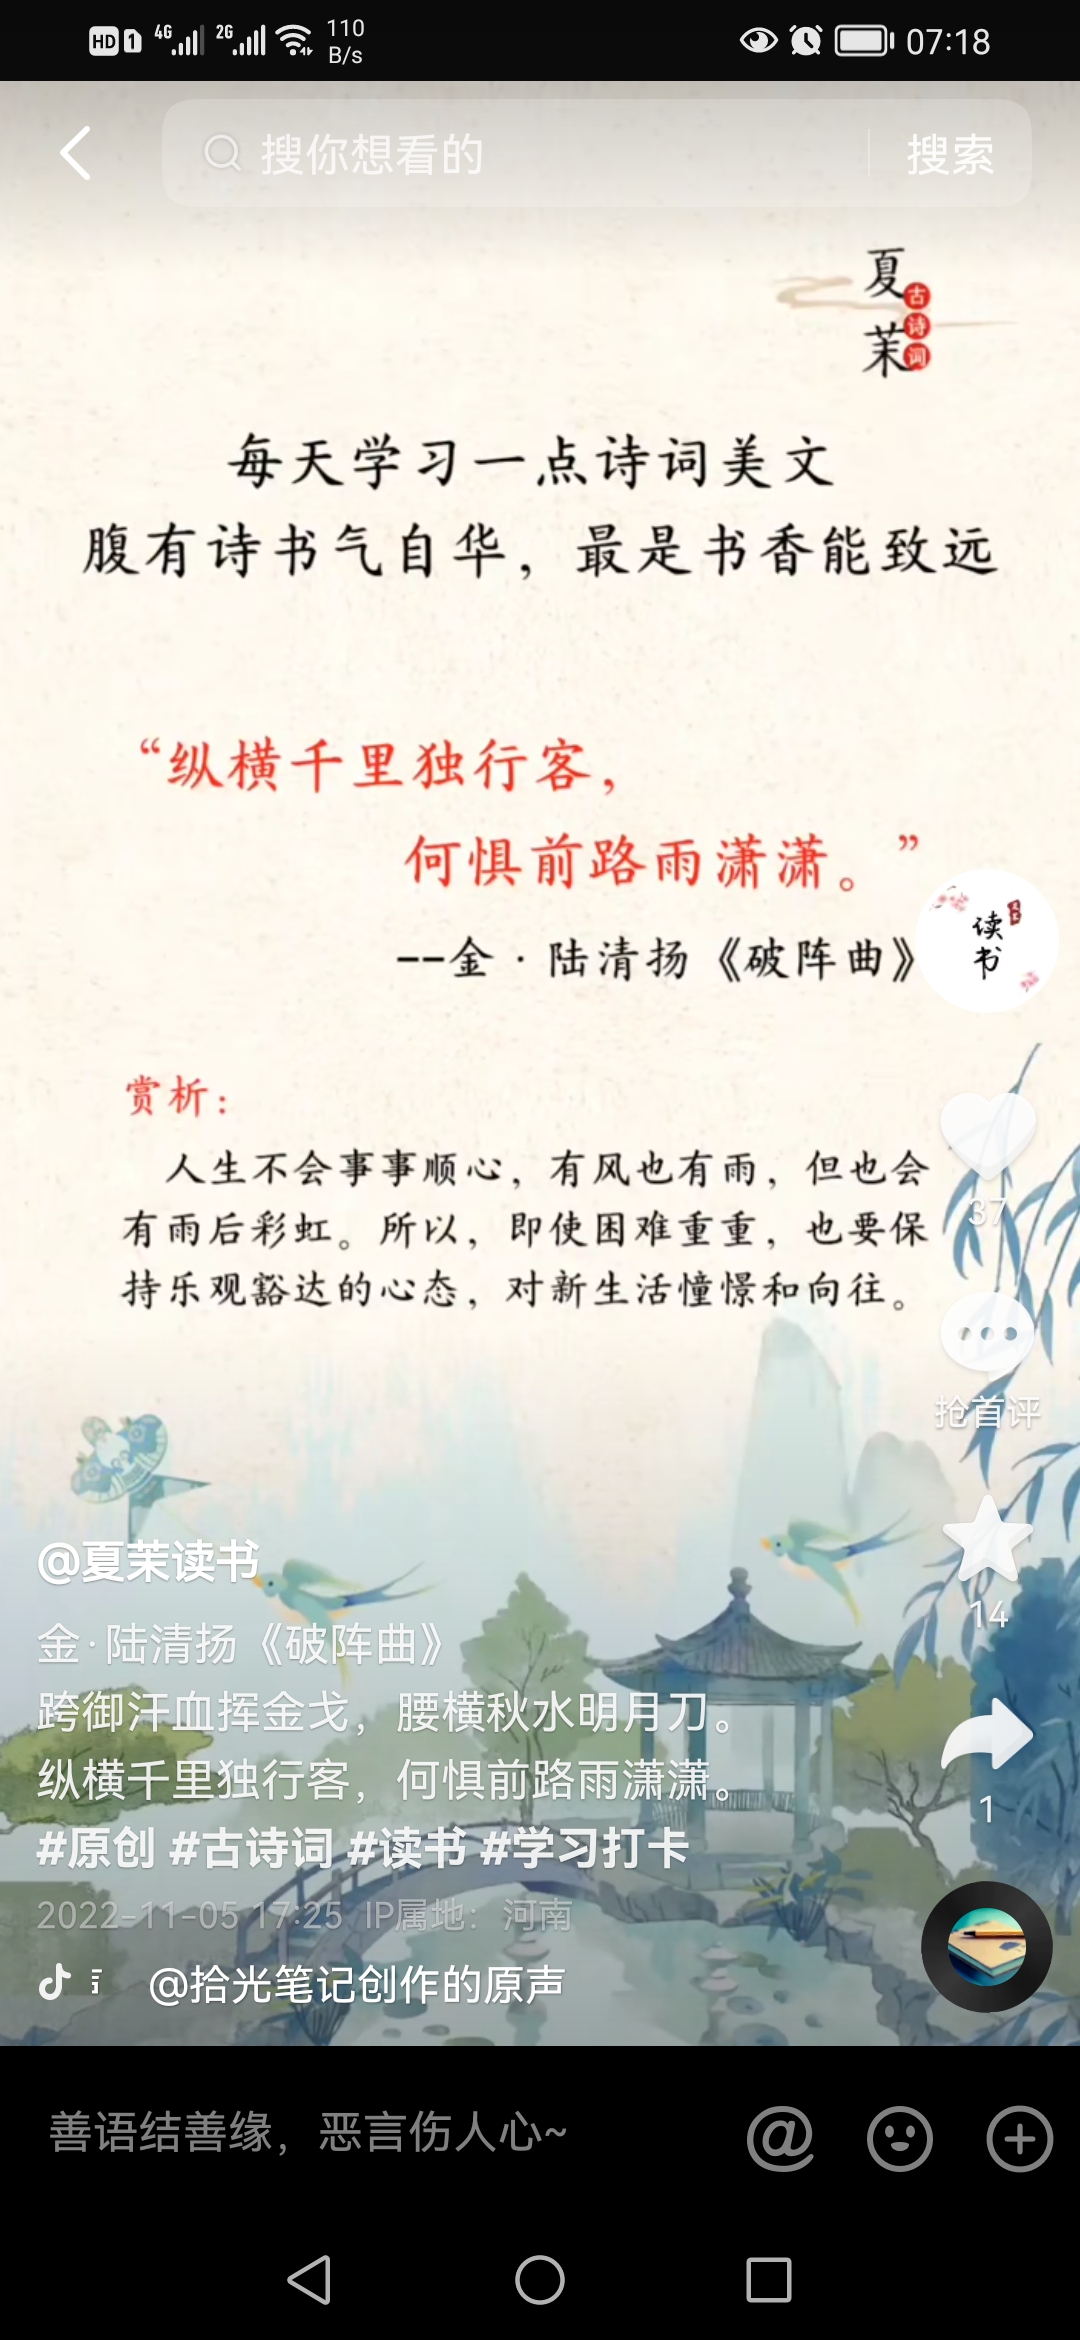 HD 1 4G 2G 110 B/s 07:18
搜你想看的 搜索
夏茉
古诗词
每天学习一点诗词美文
腹有诗书气自华，最是书香能致远
“纵横千里独行客，
何惧前路雨潇潇。”
--金·陆清扬《破阵曲》
读书
赏析：
人生不会事事顺心，有风也有雨，但也会
有雨后彩虹。所以，即使困难重重，也要保
持乐观豁达的心态，对新生活憧憬和向往。
37
抢首评
14
1
@夏茉读书
金·陆清扬《破阵曲》
跨御汗血挥金戈，腰横秋水明月刀。
纵横千里独行客，何惧前路雨潇潇。
#原创 #古诗词 #读书 #学习打卡
2022-11-05 17:25 IP属地：河南
@拾光笔记创作的原声
善语结善缘，恶言伤人心~